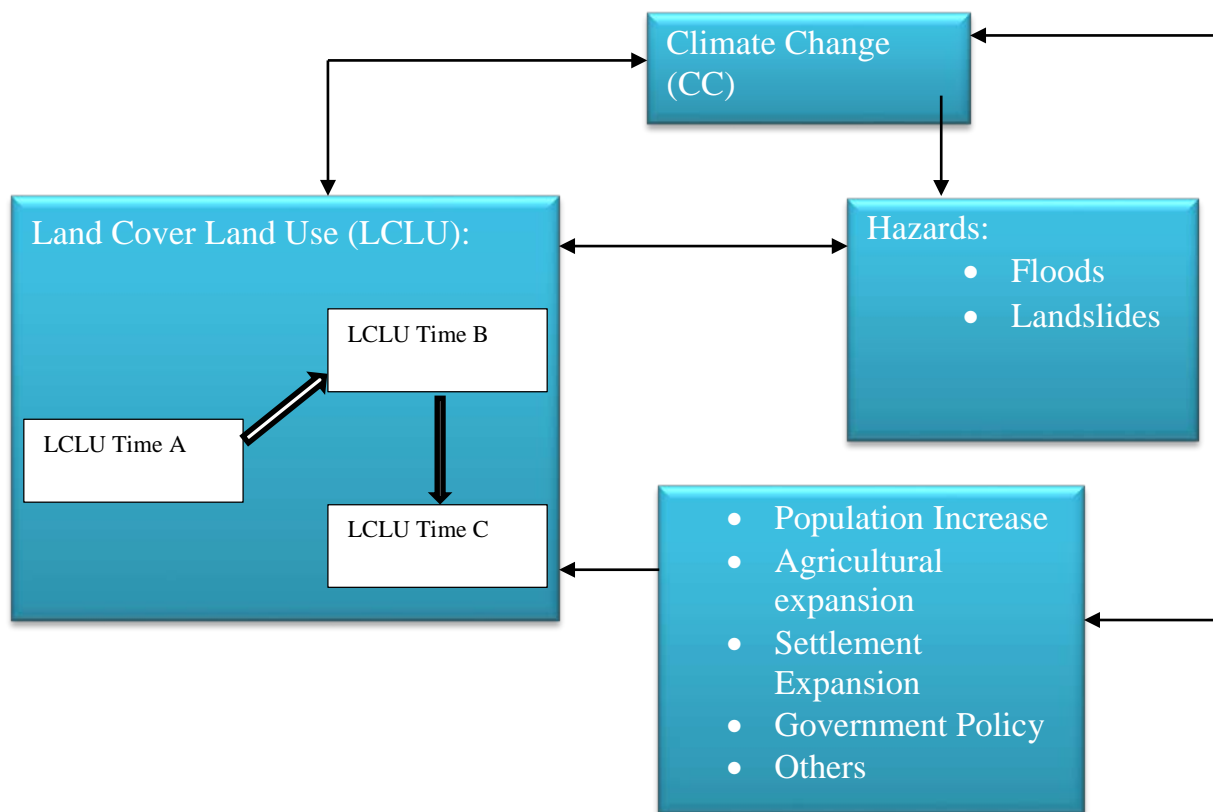 Climate Change
(CC)
Land Cover Land Use (LCLU):
Hazards:
• Floods
• Landslides
LCLU Time B
LCLU Time A
LCLU Time C
• Population Increase
• Agricultural
expansion
• Settlement
Expansion
• Government Policy
• Others